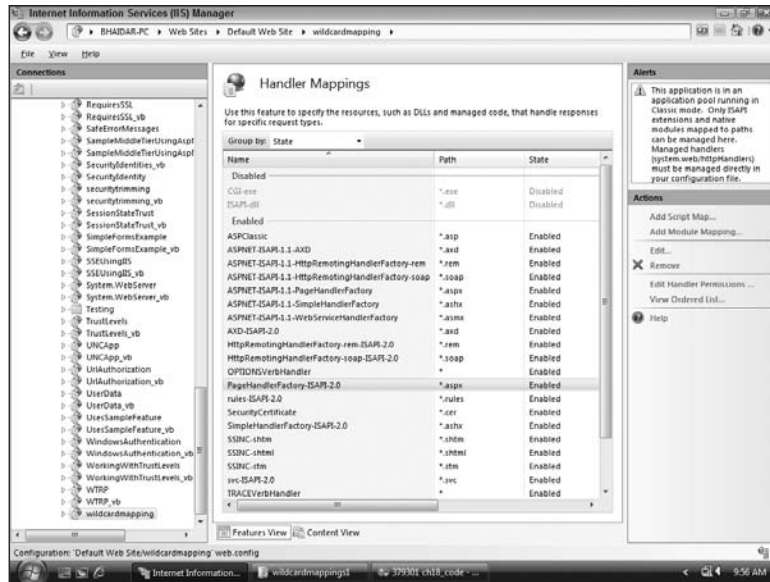 Internet Information Services (IIS) Manager
BHAIDAR-PC Web Sites Default Web Site wildcardmapping
File View Help
Connections
RequiresSSL
RequiresSSL_vb
SafeErrorMessages
SampleMiddleTierUsingAspI
SampleMiddleTierUsingAspI
SecurityIdentities_vb
SecurityIdentity
securitytrimming
securitytrimming_vb
SessionStateTrust
SessionStateTrust_vb
SimpleFormsExample
SimpleFormsExample_vb
SSEUsingIIS
SSEUsingIIS_vb
System.WebServer
System.WebServer_vb
Testing
TrustLevels
TrustLevels_vb
UNCApp
UNCApp_vb
UrlAuthorization
UrlAuthorization_vb
UserData
UserData_vb
UsesSampleFeature
UsesSampleFeature_vb
WindowsAuthentication
WindowsAuthentication_vb
WorkingWithTrustLevels
WorkingWithTrustLevels_vb
WTRP
WTRP_vb
wildcardmapping
Handler Mappings
Use this feature to specify the resources, such as DLLs and managed code, that handle responses
for specific request types.
Group by: State
Name Path State
Disabled
CGI-exe *.exe Disabled
ISAPI-dll *.dll Disabled
Enabled
ASPClassic *.asp Enabled
ASPNET-ISAPI-1.1-AXD *.axd Enabled
ASPNET-ISAPI-1.1-HttpRemotingHandlerFactory-rem *.rem Enabled
ASPNET-ISAPI-1.1-HttpRemotingHandlerFactory-soap *.soap Enabled
ASPNET-ISAPI-1.1-PageHandlerFactory *.aspx Enabled
ASPNET-ISAPI-1.1-SimpleHandlerFactory *.ashx Enabled
ASPNET-ISAPI-1.1-WebServiceHandlerFactory *.asmx Enabled
AXD-ISAPI-2.0 *.axd Enabled
HttpRemotingHandlerFactory-rem-ISAPI-2.0 *.rem Enabled
HttpRemotingHandlerFactory-soap-ISAPI-2.0 *.soap Enabled
OPTIONSVerbHandler * Enabled
PageHandlerFactory-ISAPI-2.0 *.aspx Enabled
rules-ISAPI-2.0 *.rules Enabled
SecurityCertificate *.cer Enabled
SimpleHandlerFactory-ISAPI-2.0 *.ashx Enabled
SSINC-shtm *.shtm Enabled
SSINC-shtml *.shtml Enabled
SSINC-stm *.stm Enabled
svc-ISAPI-2.0 *.svc Enabled
TRACEVerbHandler * Enabled
Features View Content View
Alerts
This application is in an
application pool running in
Classic mode. Only ISAPI
extensions and native
modules mapped to paths
can be managed here.
Managed handlers
(system.web/httpHandlers)
must be managed directly in
your configuration file.
Actions
Add Script Map...
Add Module Mapping...
Edit...
Remove
Edit Handler Permissions ...
View Ordered List...
Help
Configuration: 'Default Web Site/wildcardmapping' web.config
Internet Information... wildcardmappings1 379301 ch18_code - ... 9:56 AM